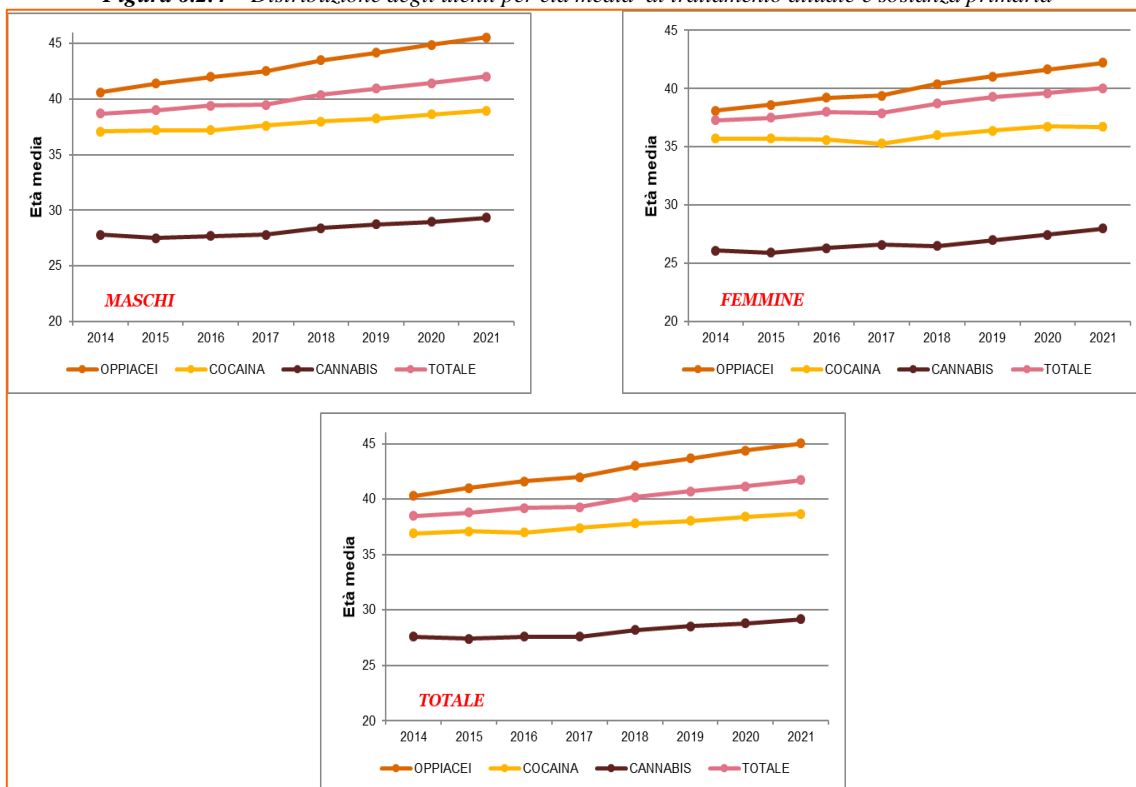 Figura – Distribuzione degli utenti per età media di trattamento annuale e sostanza primaria
45
40
35
30
25
20
Età media
MASCHI
2014 2015 2016 2017 2018 2019 2020 2021
OPPIACEI COCAINA CANNABIS TOTALE
45
40
35
30
25
20
Età media
FEMMINE
2014 2015 2016 2017 2018 2019 2020 2021
OPPIACEI COCAINA CANNABIS TOTALE
45
40
35
30
25
20
Età media
TOTALE
2014 2015 2016 2017 2018 2019 2020 2021
OPPIACEI COCAINA CANNABIS TOTALE